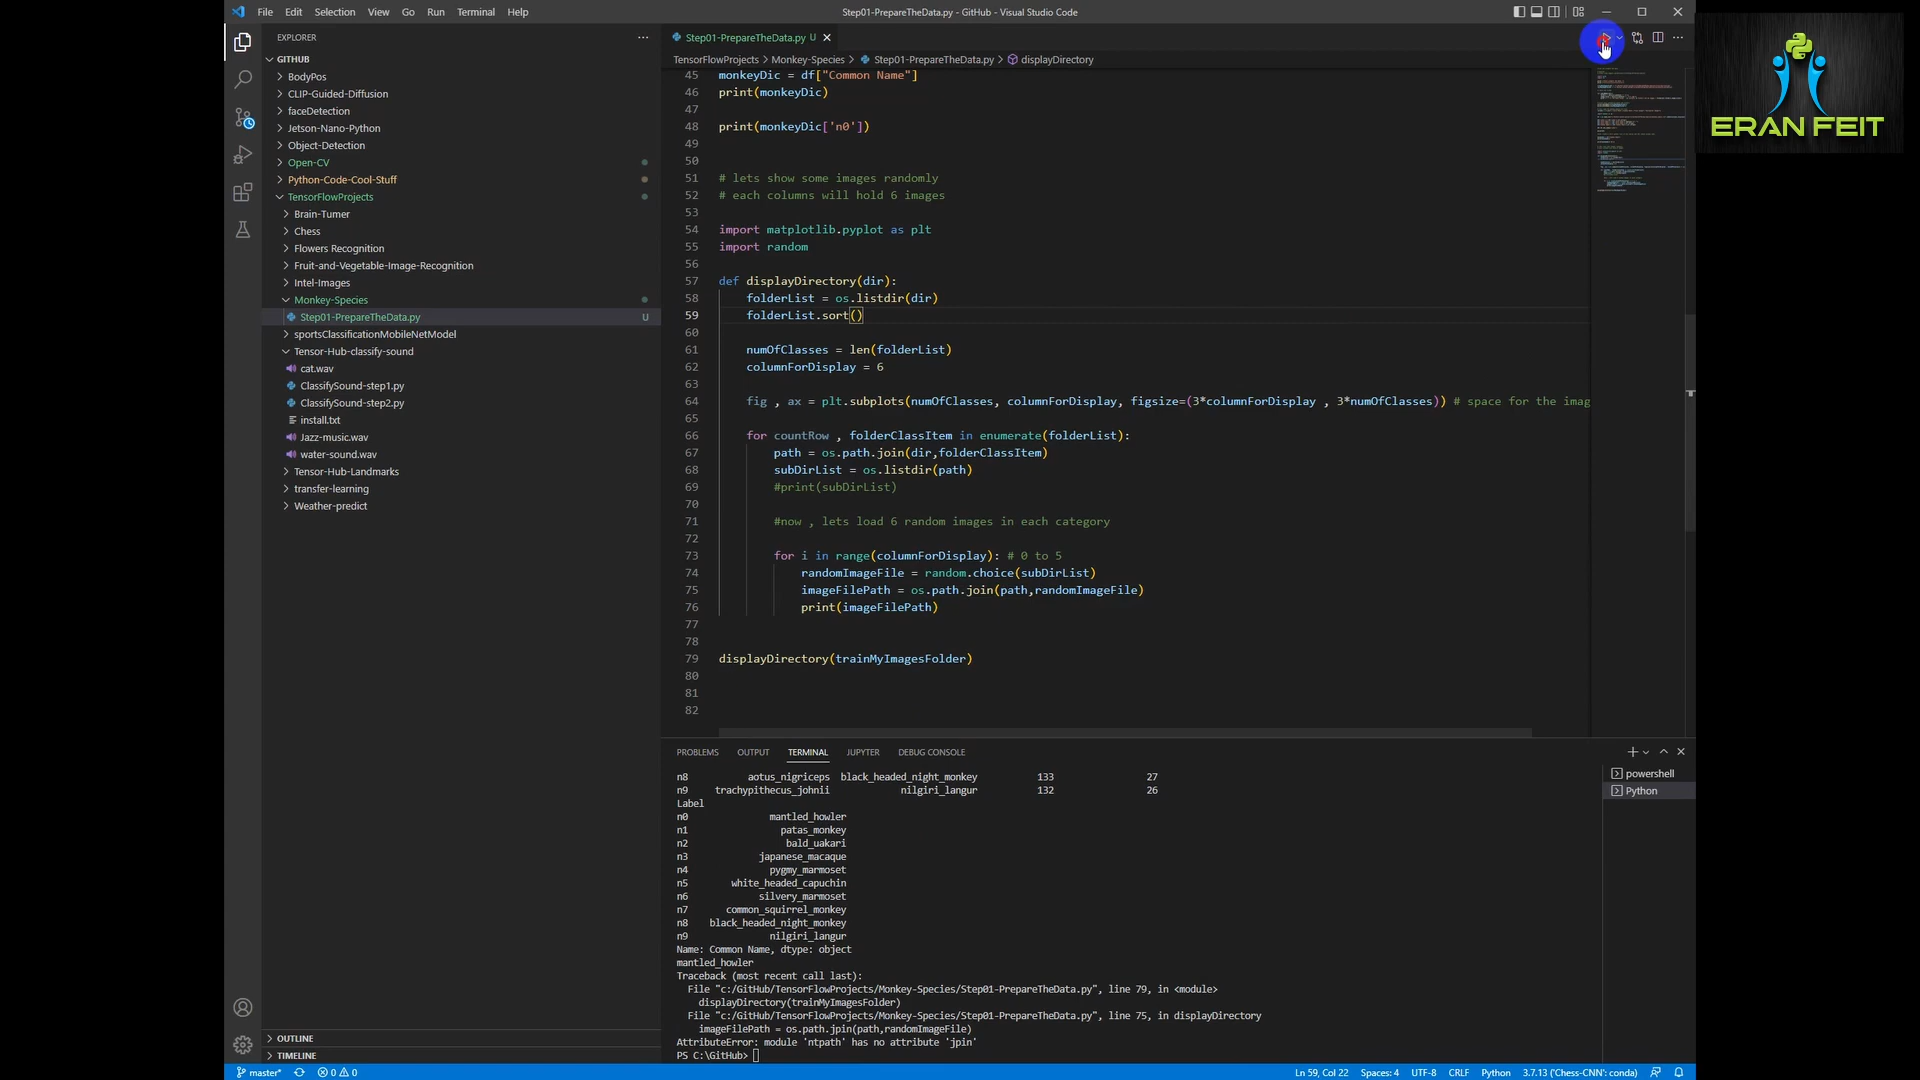 File Edit Selection View Go Run Terminal Help
Step01-PrepareTheData.py - GitHub - Visual Studio Code
EXPLORER
GITHUB
BodyPos
CLIP-Guided-Diffusion
faceDetection
Jetson-Nano-Python
Object-Detection
Open-CV
Python-Code-Cool-Stuff
TensorFlowProjects
Brain-Tumer
Chess
Flowers Recognition
Fruit-and-Vegetable-Image-Recognition
Intel-Images
Monkey-Species
Step01-PrepareTheData.py U
sportsClassificationMobileNetModel
Tensor-Hub-classify-sound
cat.wav
ClassifySound-step1.py
ClassifySound-step2.py
install.txt
Jazz-music.wav
water-sound.wav
Tensor-Hub-Landmarks
transfer-learning
Weather-predict
OUTLINE
TIMELINE
Step01-PrepareTheData.py U
TensorFlowProjects > Monkey-Species > Step01-PrepareTheData.py > displayDirectory
45 monkeyDic = df["Common Name"]
46 print(monkeyDic)
47
48 print(monkeyDic['n0'])
49
50
51 # lets show some images randomly
52 # each columns will hold 6 images
53
54 import matplotlib.pyplot as plt
55 import random
56
57 def displayDirectory(dir):
58 folderList = os.listdir(dir)
59 folderList.sort()
60
61 numOfClasses = len(folderList)
62 columnForDisplay = 6
63
64 fig , ax = plt.subplots(numOfClasses, columnForDisplay, figsize=(3*columnForDisplay , 3*numOfClasses)) # space for the imag
65
66 for countRow , folderClassItem in enumerate(folderList):
67 path = os.path.join(dir,folderClassItem)
68 subDirList = os.listdir(path)
69 #print(subDirList)
70
71 #now , lets load 6 random images in each category
72
73 for i in range(columnForDisplay): # 0 to 5
74 randomImageFile = random.choice(subDirList)
75 imageFilePath = os.path.join(path,randomImageFile)
76 print(imageFilePath)
77
78
79 displayDirectory(trainMyImagesFolder)
80
81
82
PROBLEMS OUTPUT TERMINAL JUPYTER DEBUG CONSOLE
n8 aotus_nigriceps black_headed_night_monkey 133 27
n9 trachypithecus_johnii nilgiri_langur 132 26
Label
n0 mantled_howler
n1 patas_monkey
n2 bald_uakari
n3 japanese_macaque
n4 pygmy_marmoset
n5 white_headed_capuchin
n6 silvery_marmoset
n7 common_squirrel_monkey
n8 black_headed_night_monkey
n9 nilgiri_langur
Name: Common Name, dtype: object
mantled_howler
Traceback (most recent call last):
File "c:/GitHub/TensorFlowProjects/Monkey-Species/Step01-PrepareTheData.py", line 79, in <module>
displayDirectory(trainMyImagesFolder)
File "c:/GitHub/TensorFlowProjects/Monkey-Species/Step01-PrepareTheData.py", line 75, in displayDirectory
imageFilePath = os.path.jpin(path,randomImageFile)
AttributeError: module 'ntpath' has no attribute 'jpin'
PS C:\GitHub>
powershell
Python
master* 0 0
Ln 59, Col 22 Spaces: 4 UTF-8 CRLF Python 3.7.13 ('Chess-CNN': conda)
ERAN FEIT